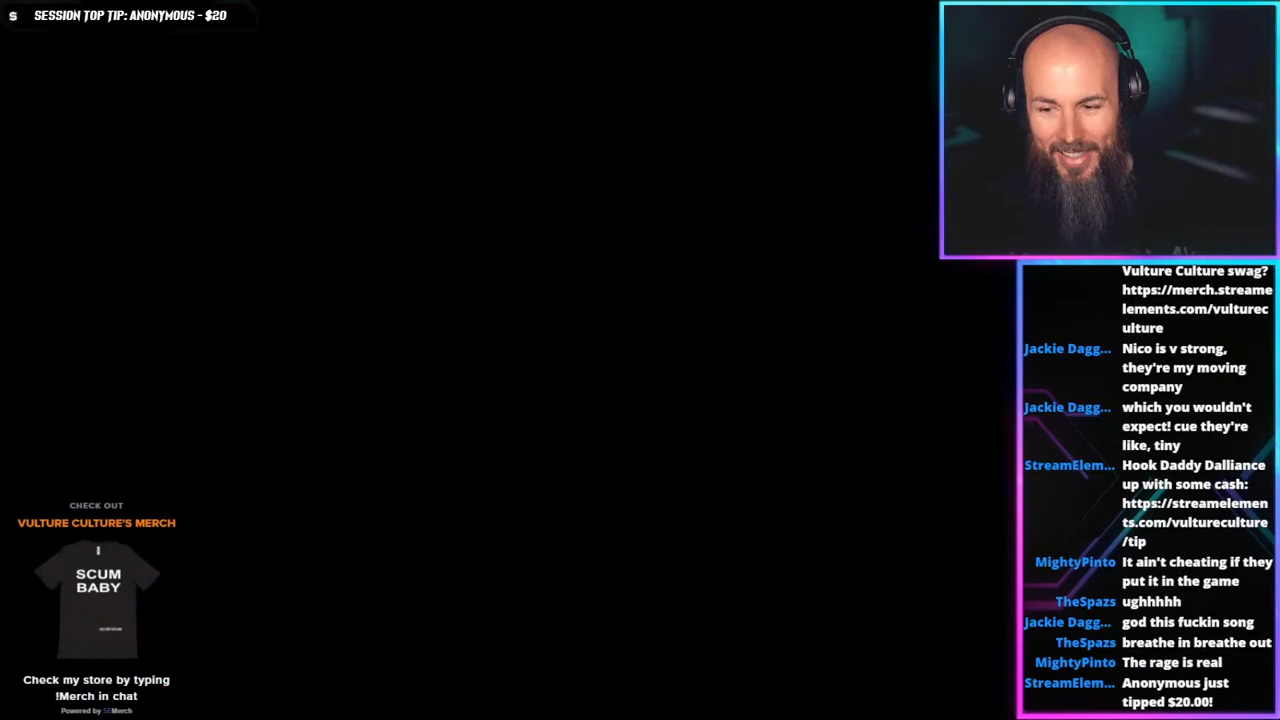 $ SESSION TOP TIP: ANONYMOUS - $20
Vulture Culture swag?
https://merch.streame
lements.com/vulturec
ulture
Jackie Dagg... Nico is v strong,
they're my moving
company
Jackie Dagg... which you wouldn't
expect! cue they're
like, tiny
StreamElem... Hook Daddy Dalliance
up with some cash:
https://streamelemen
ts.com/vultureculture
/tip
MightyPinto It ain't cheating if they
put it in the game
TheSpazs ughhhhh
Jackie Dagg... god this fuckin song
TheSpazs breathe in breathe out
MightyPinto The rage is real
StreamElem... Anonymous just
tipped $20.00!
CHECK OUT
VULTURE CULTURE'S MERCH
SCUM
BABY
Check my store by typing
!Merch in chat
Powered by SEMerch